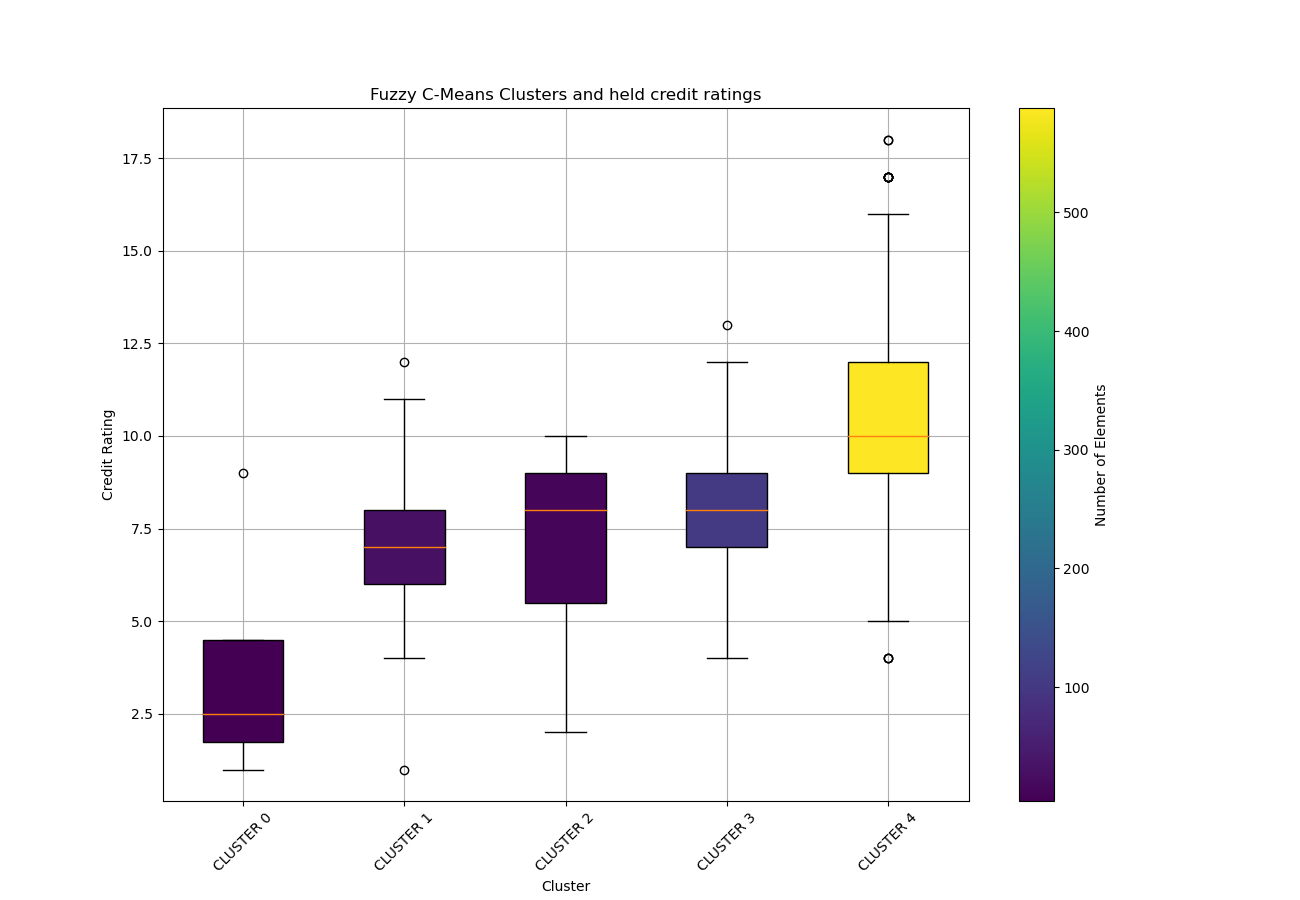 Fuzzy C-Means Clusters and held credit ratings
17.5
15.0
12.5
10.0
7.5
5.0
2.5
Credit Rating
CLUSTER 0
CLUSTER 1
CLUSTER 2
CLUSTER 3
CLUSTER 4
Cluster
500
400
300
200
100
Number of Elements